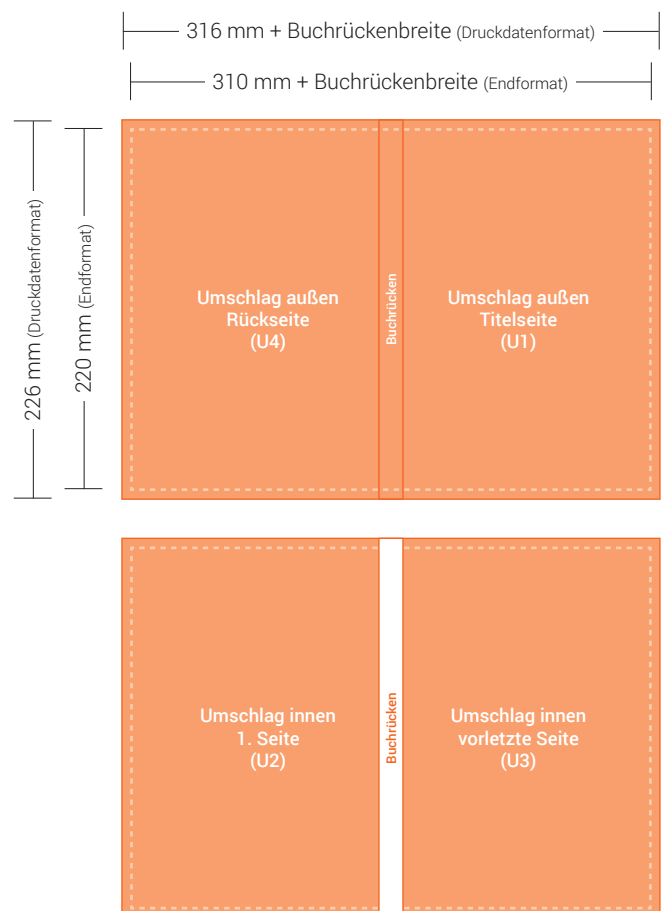 316 mm + Buchrückenbreite (Druckdatenformat)
310 mm + Buchrückenbreite (Endformat)
226 mm (Druckdatenformat)
220 mm (Endformat)
Umschlag außen
Rückseite
(U4)
Buchrücken
Umschlag außen
Titelseite
(U1)
Umschlag innen
1. Seite
(U2)
Buchrücken
Umschlag innen
vorletzte Seite
(U3)